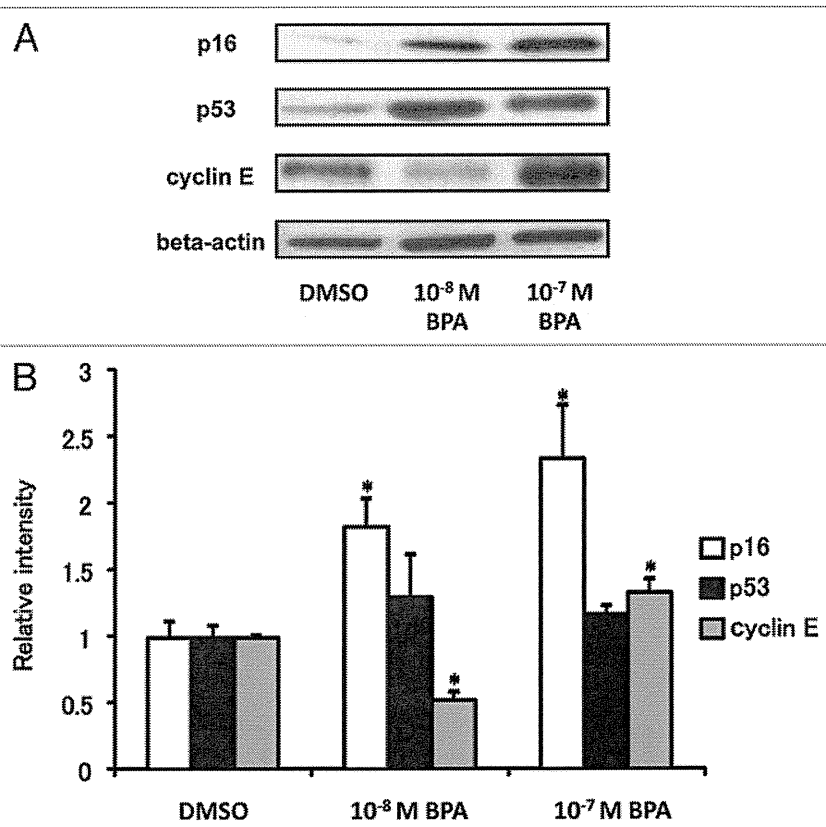 A
p16
p53
cyclin E
beta-actin
DMSO
10⁻⁸ M
BPA
10⁻⁷ M
BPA
B
3
2.5
2
1.5
1
0.5
0
Relative intensity
*
*
*
*
p16
p53
cyclin E
DMSO
10⁻⁸ M BPA
10⁻⁷ M BPA